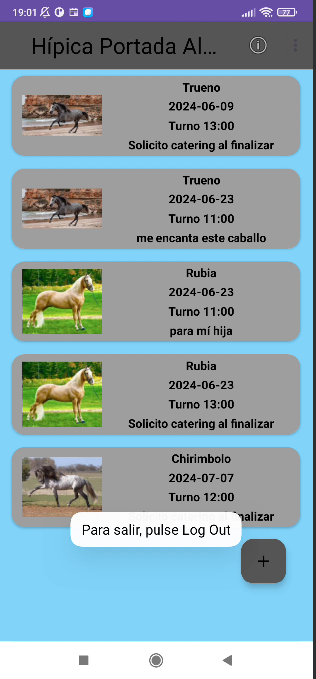 19:01
77
Hípica Portada Al...
Trueno
2024-06-09
Turno 13:00
Solicito catering al finalizar
Trueno
2024-06-23
Turno 11:00
me encanta este caballo
Rubia
2024-06-23
Turno 11:00
para mí hija
Rubia
2024-06-23
Turno 13:00
Solicito catering al finalizar
Chirimbolo
2024-07-07
Turno 12:00
finalizar
Para salir, pulse Log Out
+